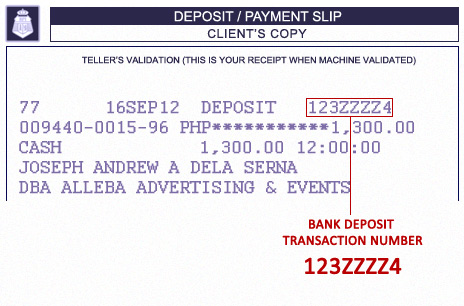 DEPOSIT / PAYMENT SLIP
CLIENT'S COPY
TELLER'S VALIDATION (THIS IS YOUR RECEIPT WHEN MACHINE VALIDATED)
77 16SEP12 DEPOSIT 123ZZZZ4
009440-0015-96 PHP***********1,300.00
CASH 1,300.00 12:00:00
JOSEPH ANDREW A DELA SERNA
DBA ALLEBA ADVERTISING & EVENTS
BANK DEPOSIT
TRANSACTION NUMBER
123ZZZZ4